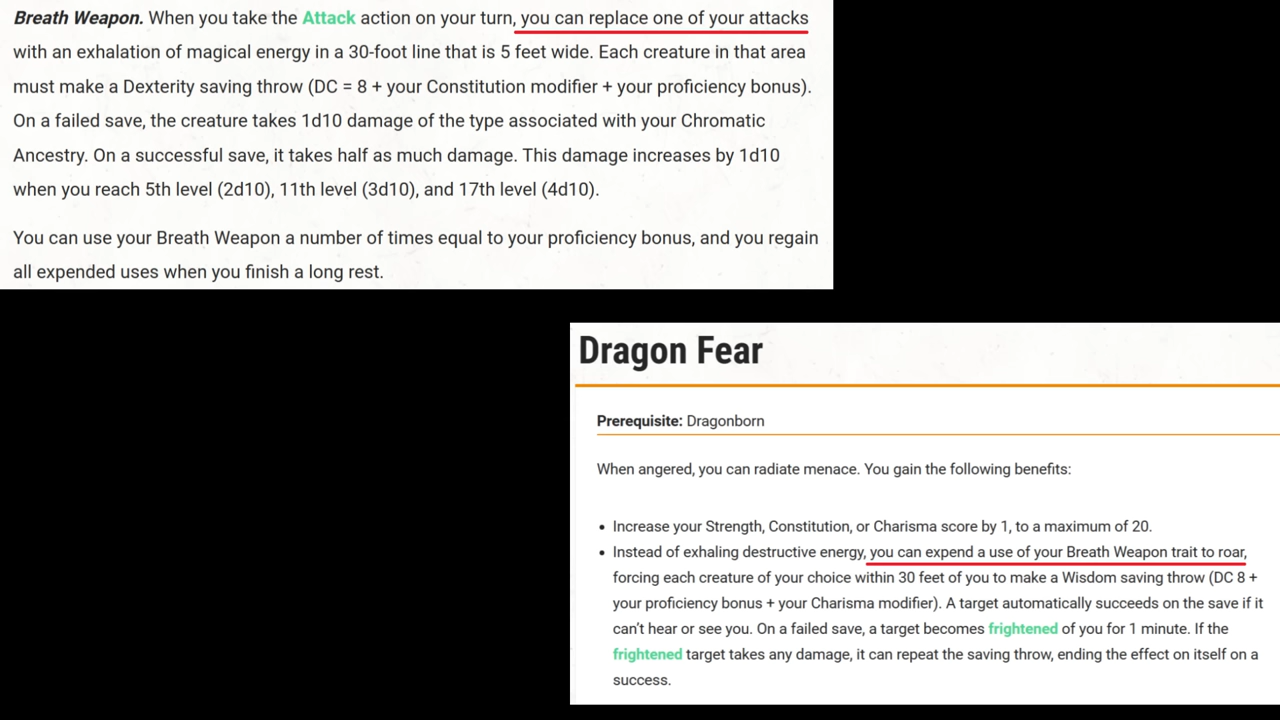 Breath Weapon. When you take the Attack action on your turn, you can replace one of your attacks
with an exhalation of magical energy in a 30-foot line that is 5 feet wide. Each creature in that area
must make a Dexterity saving throw (DC = 8 + your Constitution modifier + your proficiency bonus).
On a failed save, the creature takes 1d10 damage of the type associated with your Chromatic
Ancestry. On a successful save, it takes half as much damage. This damage increases by 1d10
when you reach 5th level (2d10), 11th level (3d10), and 17th level (4d10).
You can use your Breath Weapon a number of times equal to your proficiency bonus, and you regain
all expended uses when you finish a long rest.
Dragon Fear
Prerequisite: Dragonborn
When angered, you can radiate menace. You gain the following benefits:
• Increase your Strength, Constitution, or Charisma score by 1, to a maximum of 20.
• Instead of exhaling destructive energy, you can expend a use of your Breath Weapon trait to roar,
forcing each creature of your choice within 30 feet of you to make a Wisdom saving throw (DC 8 +
your proficiency bonus + your Charisma modifier). A target automatically succeeds on the save if it
can't hear or see you. On a failed save, a target becomes frightened of you for 1 minute. If the
frightened target takes any damage, it can repeat the saving throw, ending the effect on itself on a
success.